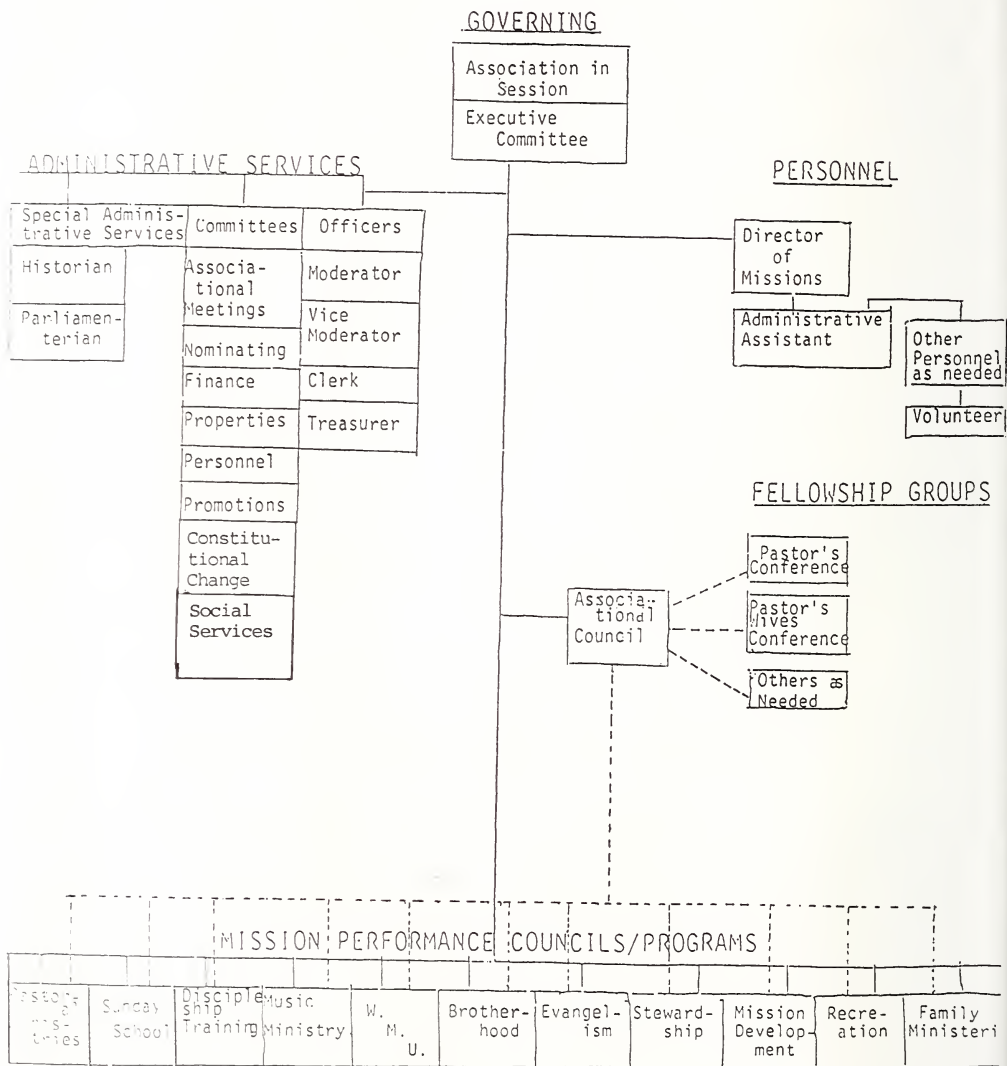 GOVERNING
Association in
Session
Executive
Committee
ADMINISTRATIVE SERVICES
Special Adminis-
trative Services
Historian
Parliamen-
terian
Committees
Associa-
tional
Meetings
Nominating
Finance
Properties
Personnel
Promotions
Constitu-
tional
Change
Social
Services
Officers
Moderator
Vice
Moderator
Clerk
Treasurer
PERSONNEL
Director
of
Missions
Administrative
Assistant
Other
Personnel
as needed
Volunteer
FELLOWSHIP GROUPS
Associa-
tional
Council
Pastor's
Conference
Pastor's
Wives
Conference
Others as
Needed
MISSION PERFORMANCE COUNCILS/PROGRAMS
Sunday
School
Disciple
ship
Training
Music
Ministry
W.
M.
U.
Brother-
hood
Evangel-
ism
Steward-
ship
Mission
Develop-
ment
Recre-
ation
Family
Ministeri